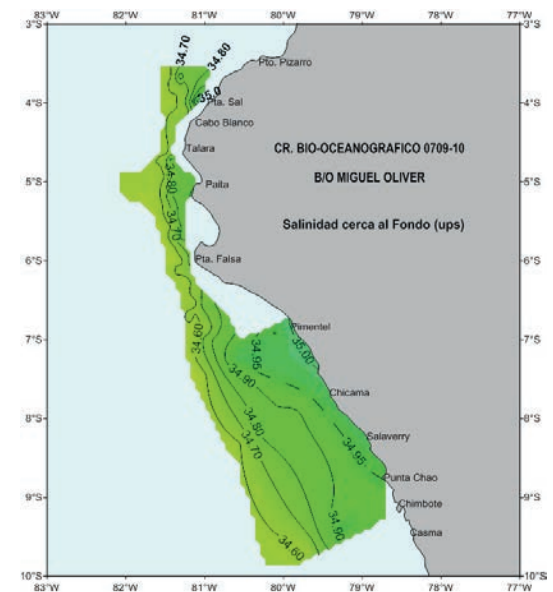 83°W 82°W 81°W 80°W 79°W 78°W 77°W
3°S 3°S
34.70
34.80
Pto. Pizarro
4°S 4°S
35.0
Pta. Sal
Cabo Blanco
Talara
CR. BIO-OCEANOGRAFICO 0709-10
34.80
5°S 5°S
Paita
B/O MIGUEL OLIVER
34.70
Salinidad cerca al Fondo (ups)
6°S 6°S
Pta. Falsa
Pimentel
7°S 7°S
34.60
34.95
35.00
34.90
Chicama
8°S 8°S
34.80
Salaverry
34.70
34.95
Punta Chao
9°S 9°S
Chimbote
34.90
Casma
34.60
10°S 10°S
83°W 82°W 81°W 80°W 79°W 78°W 77°W